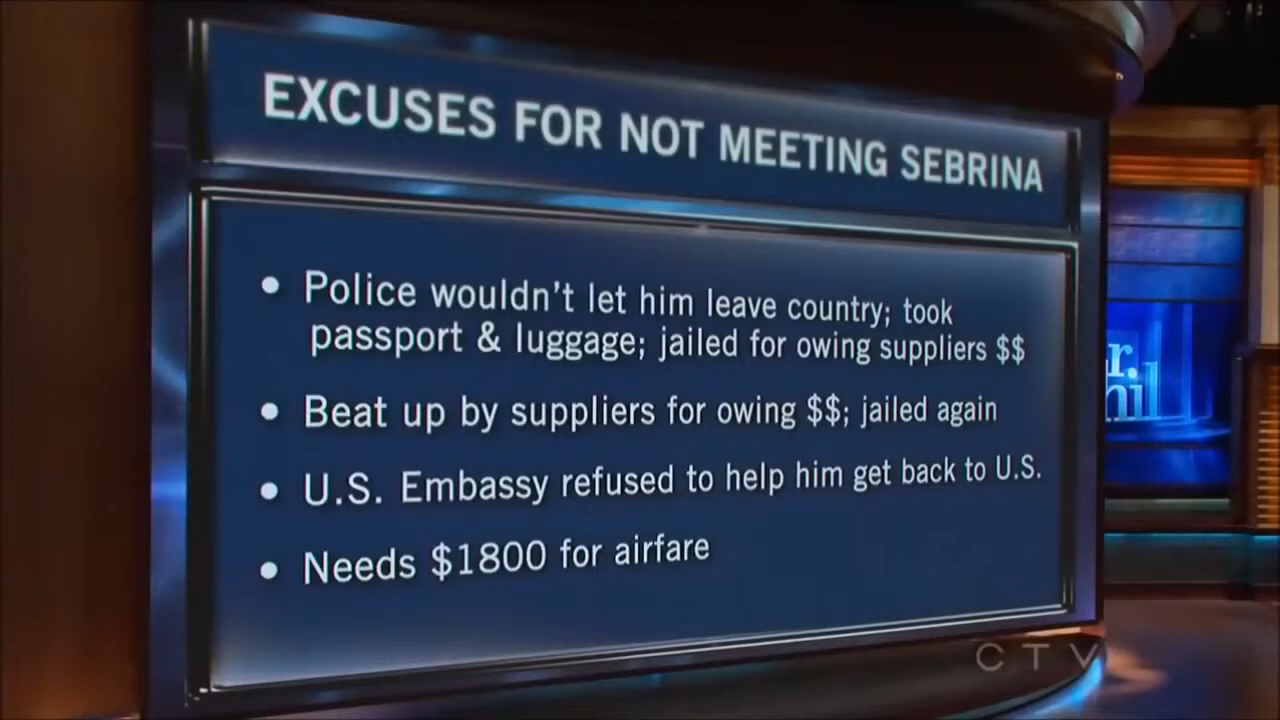 EXCUSES FOR NOT MEETING SEBRINA
• Police wouldn't let him leave country; took
passport & luggage; jailed for owing suppliers $$
• Beat up by suppliers for owing $$; jailed again
• U.S. Embassy refused to help him get back to U.S.
• Needs $1800 for airfare
r.
hil
CTV